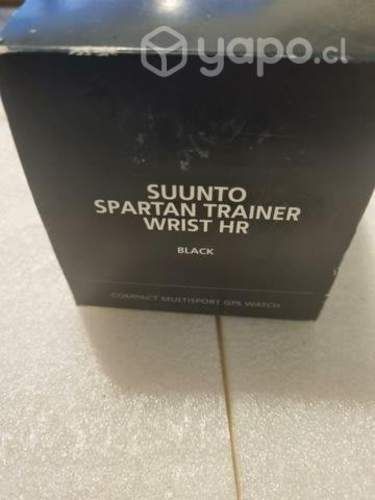 yapo.cl
SUUNTO
SPARTAN TRAINER
WRIST HR
BLACK
COMPACT MULTISPORT GPS WATCH